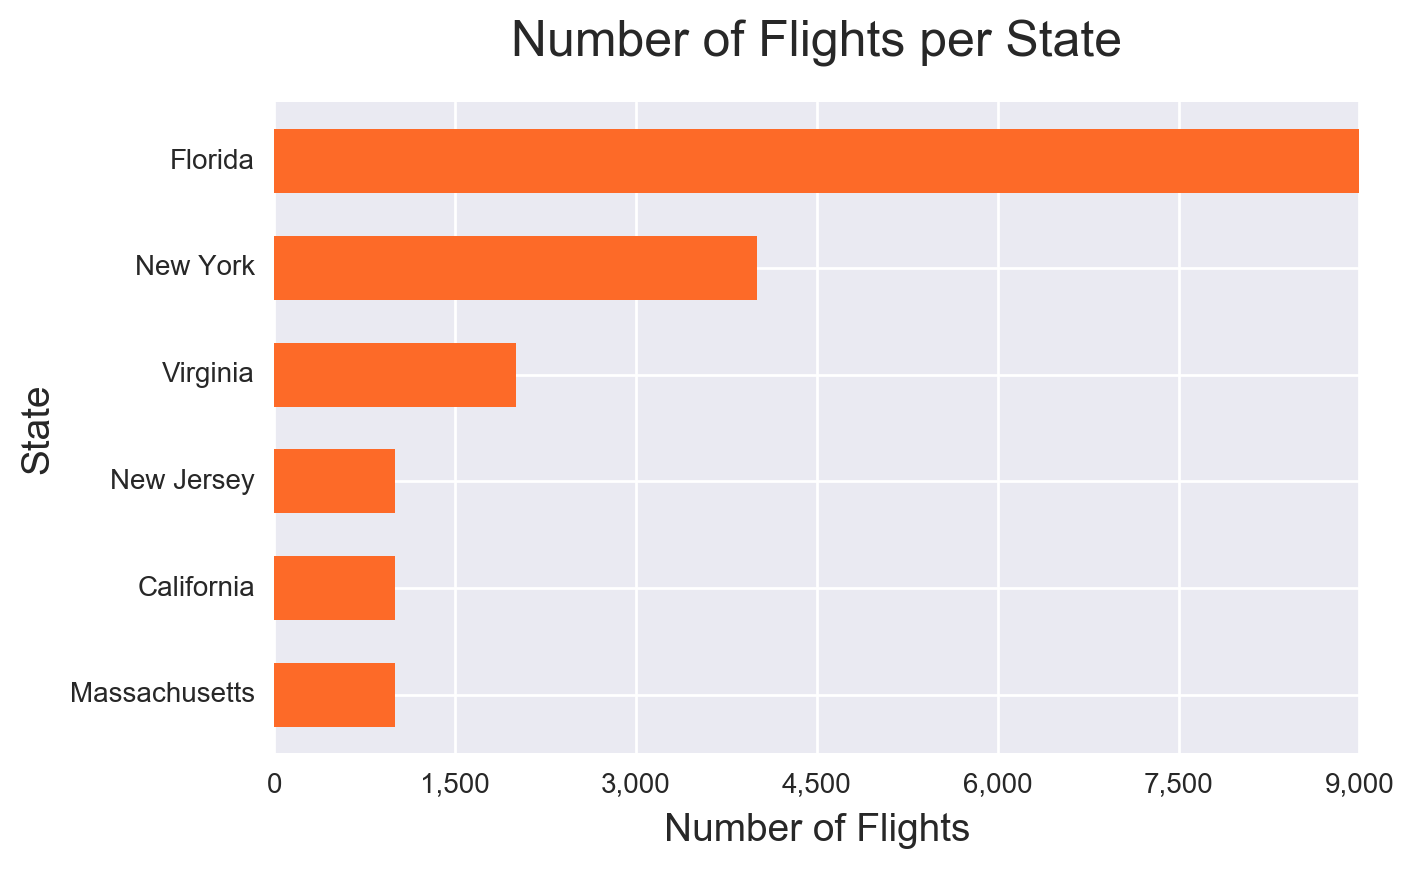 Number of Flights per State
Florida
New York
Virginia
New Jersey
California
Massachusetts
State
0 1,500 3,000 4,500 6,000 7,500 9,000
Number of Flights